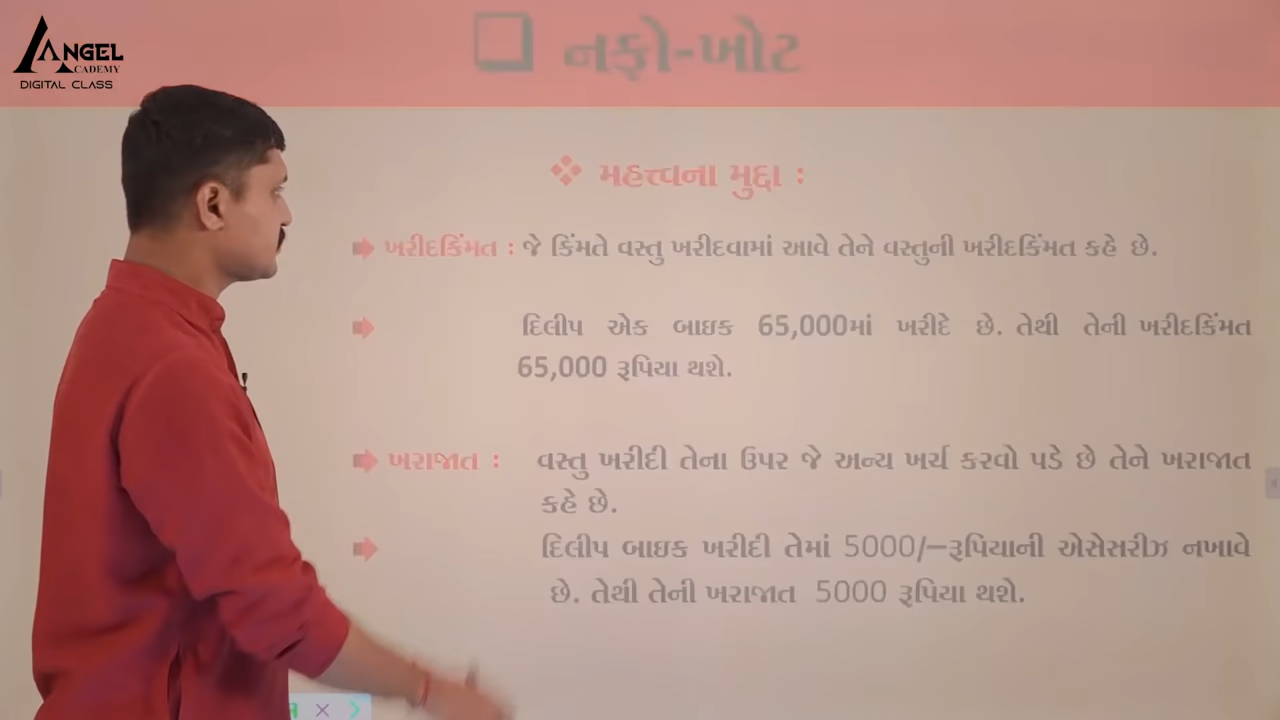 ANGEL
ACADEMY
DIGITAL CLASS
નફો-ખોટ
મહત્ત્વના મુદ્દા :
ખરીદકિંમત : જે કિંમતે વસ્તુ ખરીદવામાં આવે તેને વસ્તુની ખરીદકિંમત કહે છે.
દિલીપ એક બાઇક 65,000માં ખરીદે છે. તેથી તેની ખરીદકિંમત
65,000 રૂપિયા થશે.
ખરાજાત : વસ્તુ ખરીદી તેના ઉપર જે અન્ય ખર્ચ કરવો પડે છે તેને ખરાજાત
કહે છે.
દિલીપ બાઇક ખરીદી તેમાં 5000/–રૂપિયાની એસેસરીઝ નખાવે
છે. તેથી તેની ખરાજાત 5000 રૂપિયા થશે.